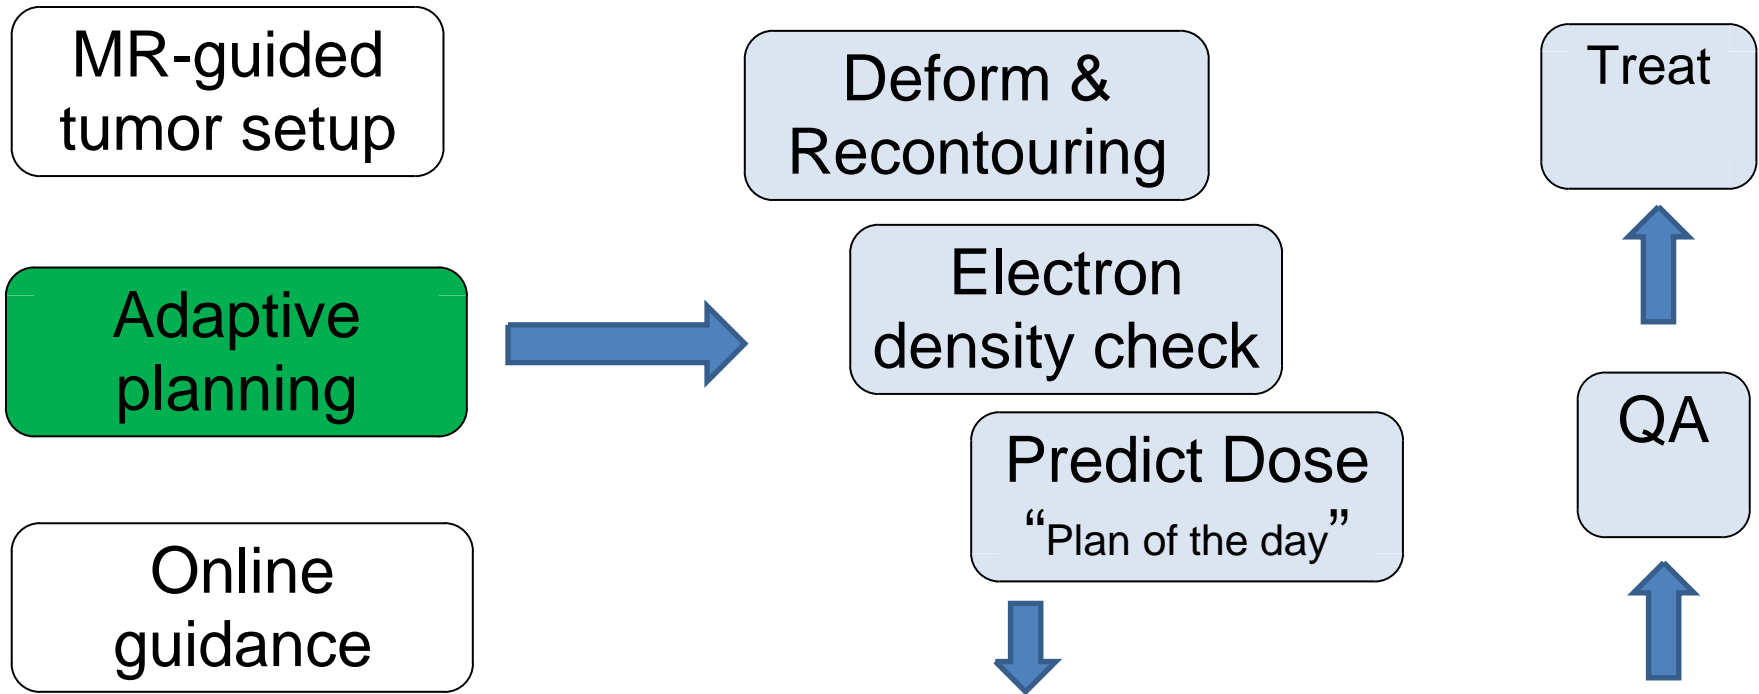 MR-guided
tumor setup
Adaptive
planning
Online
guidance
Deform &
Recontouring
Electron
density check
Predict Dose
“Plan of the day”
Treat
QA